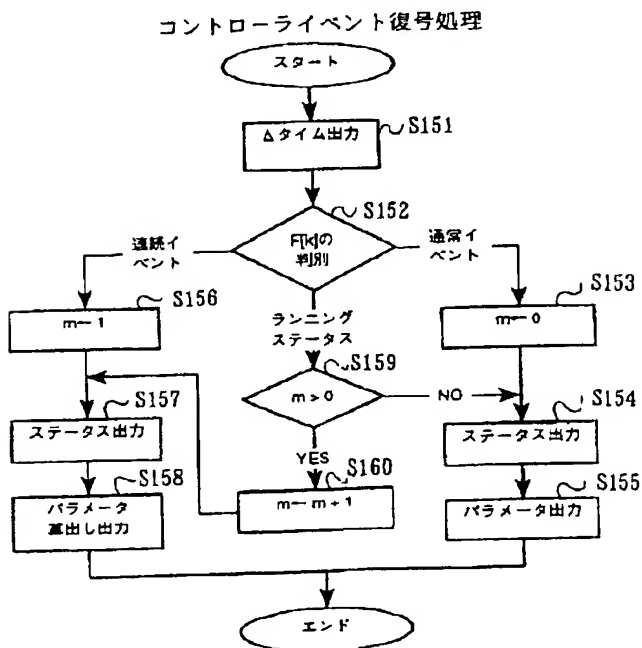 コントローライベント復号処理
スタート
Δタイム出力
S151
S152
F[k]の
判別
連続イ
ベント
通常イ
ベント
S156
m←1
ランニング
ステータス
S153
m←0
S159
m>0
NO
S157
ステータス出力
S154
ステータス出力
YES
S158
パラメータ
算出し出力
S160
m←m+1
S155
パラメータ出力
エンド